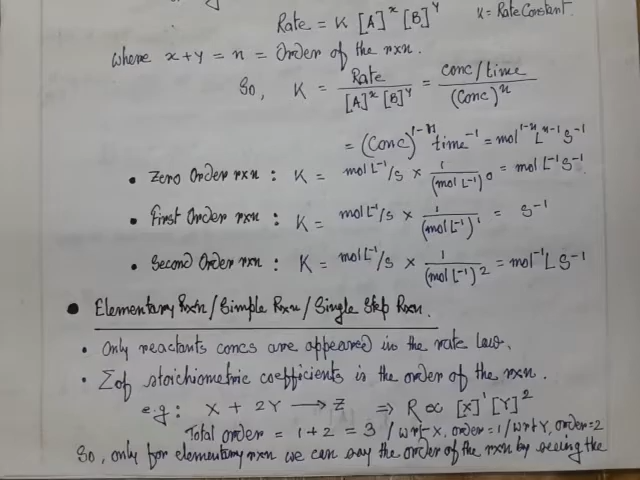 Rate = K [A]^x [B]^y K = Rate Constant.
where x+y = n = Order of the rxn.
So, K = Rate / [A]^x [B]^y = conc/time / (Conc)^n
= (Conc)^1-n time^-1 = mol^1-n L^n-1 S^-1
• Zero Order rxn : K = mol L^-1/s × 1/(mol L^-1)^0 = mol L^-1 S^-1
• First Order rxn : K = mol L^-1/s × 1/(mol L^-1)^1 = S^-1
• Second Order rxn : K = mol L^-1/s × 1/(mol L^-1)^2 = mol^-1 L S^-1
• Elementary Rxn / Simple Rxn / Single Step Rxn.
• Only reactants concs are appeared in the rate law.
• Σ of stoichiometric coefficients is the order of the rxn.
e.g : X + 2Y ⟶ Z ⇒ R ∝ [X]^1 [Y]^2
Total order = 1+2 = 3 / wrt X, order = 1 / wrt Y, order = 2
So, only for elementary rxn we can say the order of the rxn by seeing the